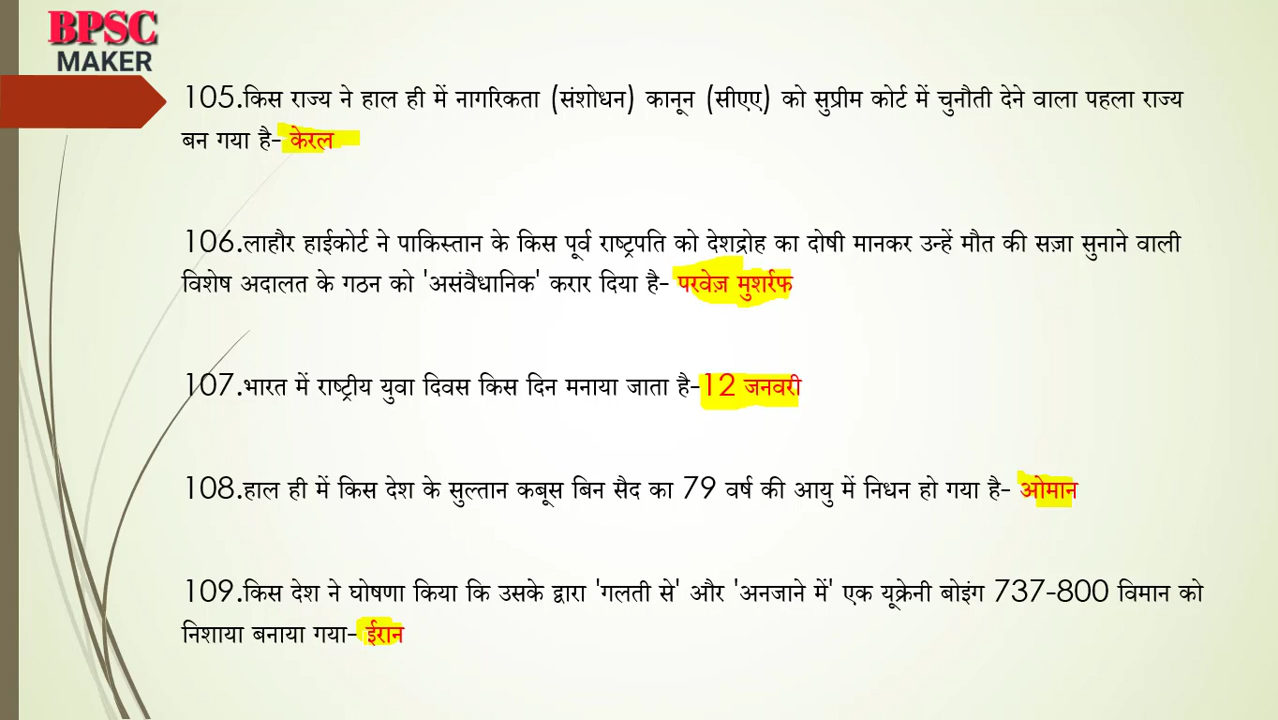 BPSC
MAKER
105.किस राज्य ने हाल ही में नागरिकता (संशोधन) कानून (सीएए) को सुप्रीम कोर्ट में चुनौती देने वाला पहला राज्य
बन गया है- केरल
106.लाहौर हाईकोर्ट ने पाकिस्तान के किस पूर्व राष्ट्रपति को देशद्रोह का दोषी मानकर उन्हें मौत की सज़ा सुनाने वाली
विशेष अदालत के गठन को 'असंवैधानिक' करार दिया है- परवेज़ मुशर्रफ
107.भारत में राष्ट्रीय युवा दिवस किस दिन मनाया जाता है-12 जनवरी
108.हाल ही में किस देश के सुल्तान कबूस बिन सैद का 79 वर्ष की आयु में निधन हो गया है- ओमान
109.किस देश ने घोषणा किया कि उसके द्वारा 'गलती से' और 'अनजाने में' एक यूक्रेनी बोइंग 737-800 विमान को
निशाया बनाया गया- ईरान